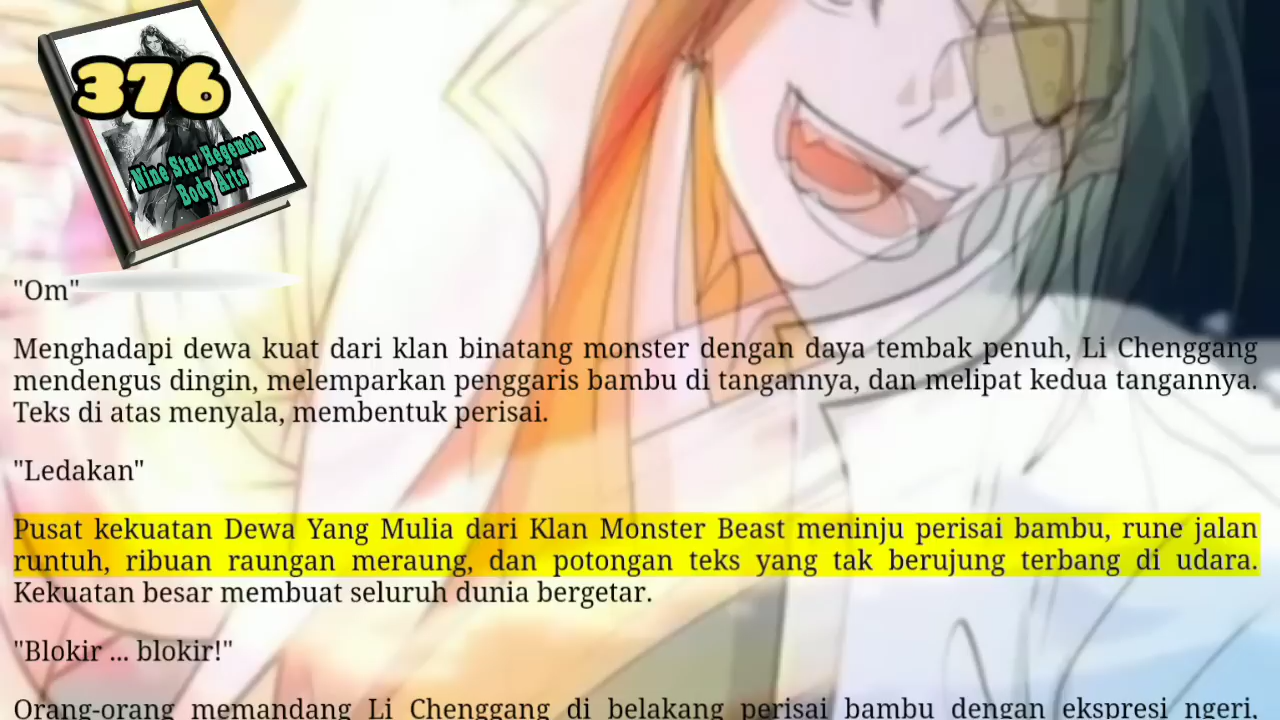 376
Nine Star Hegemon
Body Arts
"Om"
Menghadapi dewa kuat dari klan binatang monster dengan daya tembak penuh, Li Chenggang
mendengus dingin, melemparkan penggaris bambu di tangannya, dan melipat kedua tangannya.
Teks di atas menyala, membentuk perisai.
"Ledakan"
Pusat kekuatan Dewa Yang Mulia dari Klan Monster Beast meninju perisai bambu, rune jalan
runtuh, ribuan raungan meraung, dan potongan teks yang tak berujung terbang di udara.
Kekuatan besar membuat seluruh dunia bergetar.
"Blokir ... blokir!"
Orang-orang memandang Li Chenggang di belakang perisai bambu dengan ekspresi ngeri,